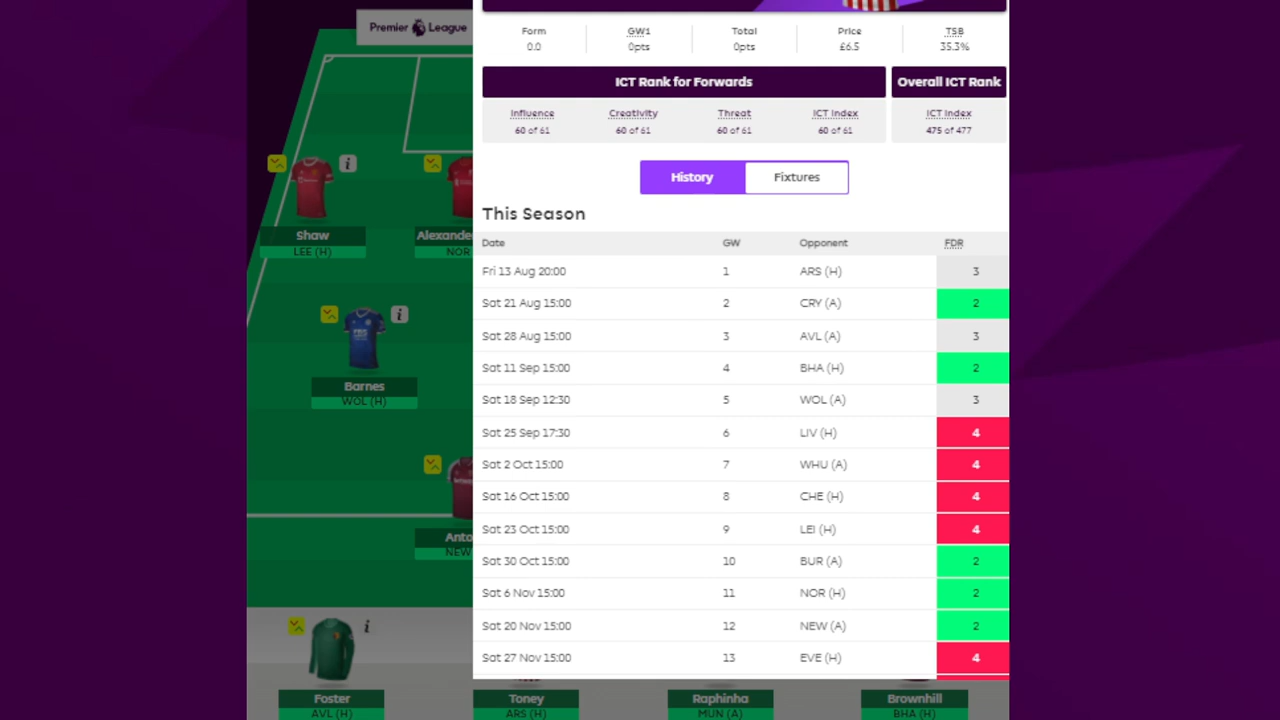 Premier League
Form GW1 Total Price TSB
0.0 0pts 0pts £6.5 35.3%
ICT Rank for Forwards Overall ICT Rank
Influence Creativity Threat ICT Index ICT Index
60 of 61 60 of 61 60 of 61 60 of 61 475 of 477
History Fixtures
This Season
Date GW Opponent FDR
Fri 13 Aug 20:00 1 ARS (H) 3
Sat 21 Aug 15:00 2 CRY (A) 2
Sat 28 Aug 15:00 3 AVL (A) 3
Sat 11 Sep 15:00 4 BHA (H) 2
Sat 18 Sep 12:30 5 WOL (A) 3
Sat 25 Sep 17:30 6 LIV (H) 4
Sat 2 Oct 15:00 7 WHU (A) 4
Sat 16 Oct 15:00 8 CHE (H) 4
Sat 23 Oct 15:00 9 LEI (H) 4
Sat 30 Oct 15:00 10 BUR (A) 2
Sat 6 Nov 15:00 11 NOR (H) 2
Sat 20 Nov 15:00 12 NEW (A) 2
Sat 27 Nov 15:00 13 EVE (H) 4
Shaw Alexande
LEE (H) NOR
Barnes
WOL (H)
Anto
NEW
Foster Toney Raphinha Brownhill
AVL (H) ARS (H) MUN (A) BHA (H)